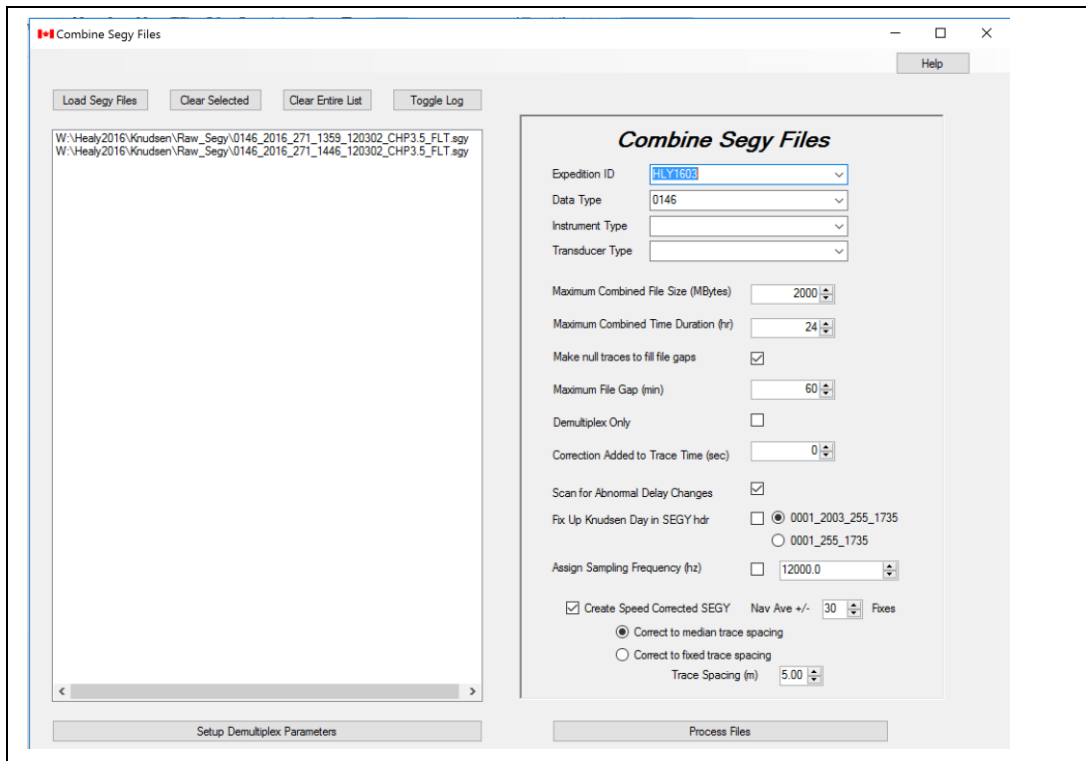 Combine Segy Files
Help
Load Segy Files Clear Selected Clear Entire List Toggle Log
W:\Healy2016\Knudsen\Raw_Segy\0146_2016_271_1359_120302_CHP3.5_FLT.sgy
W:\Healy2016\Knudsen\Raw_Segy\0146_2016_271_1446_120302_CHP3.5_FLT.sgy
Combine Segy Files
Expedition ID HLY1603
Data Type 0146
Instrument Type
Transducer Type
Maximum Combined File Size (MBytes) 2000
Maximum Combined Time Duration (hr) 24
Make null traces to fill file gaps
Maximum File Gap (min) 60
Demultiplex Only
Correction Added to Trace Time (sec) 0
Scan for Abnormal Delay Changes
Fix Up Knudsen Day in SEGY hdr 0001_2003_255_1735
0001_255_1735
Assign Sampling Frequency (hz) 12000.0
Create Speed Corrected SEGY Nav Ave +/- 30 Fixes
Correct to median trace spacing
Correct to fixed trace spacing
Trace Spacing (m) 5.00
Setup Demultiplex Parameters Process Files